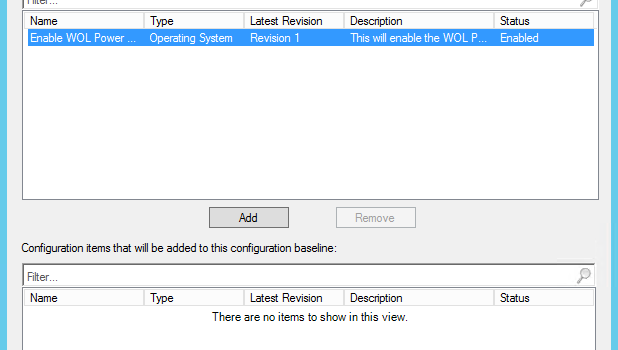 Filter...
Name Type Latest Revision Description Status
Enable WOL Power ... Operating System Revision 1 This will enable the WOL P... Enabled
Add Remove
Configuration items that will be added to this configuration baseline:
Filter...
Name Type Latest Revision Description Status
There are no items to show in this view.